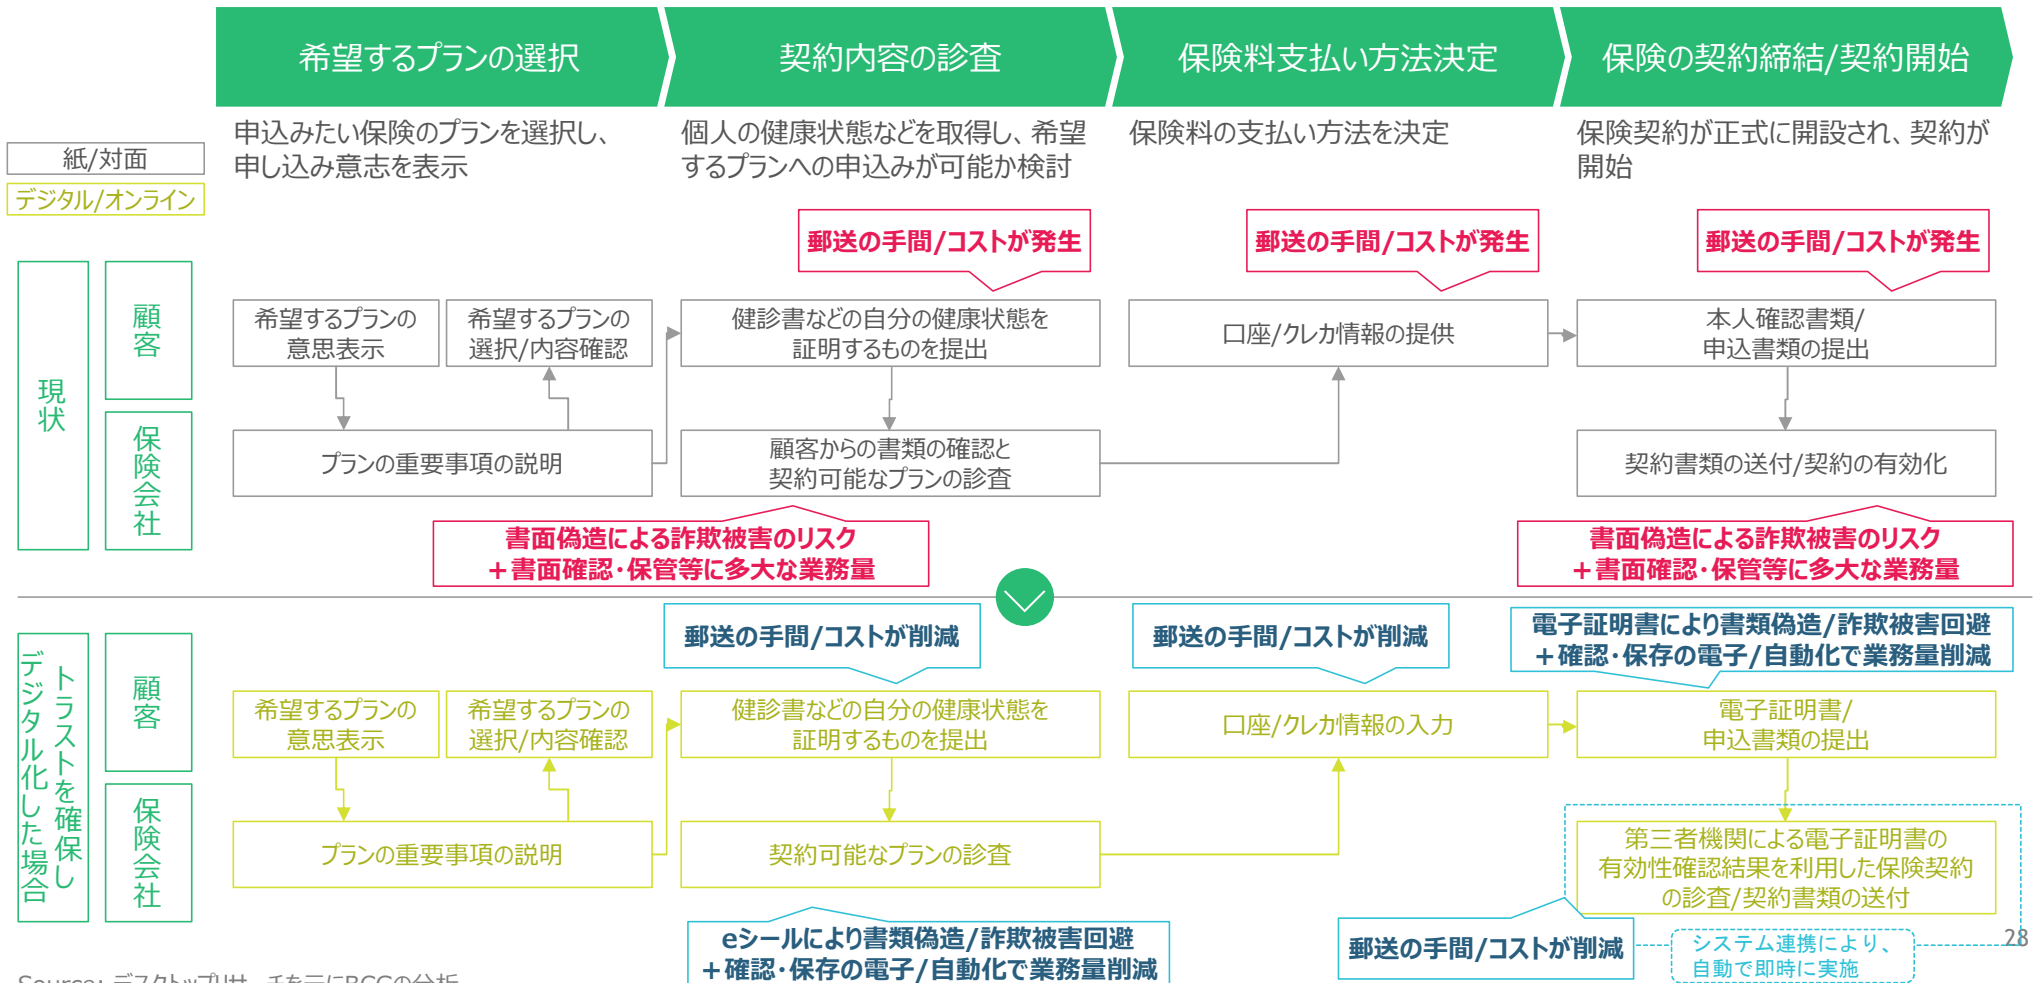 希望するプランの選択
契約内容の診査
保険料支払い方法決定
保険の契約締結/契約開始
申込みたい保険のプランを選択し、
申し込み意志を表示
個人の健康状態などを取得し、希望
するプランへの申込みが可能か検討
保険料の支払い方法を決定
保険契約が正式に開設され、契約が
開始
紙/対面
デジタル/オンライン
郵送の手間/コストが発生
郵送の手間/コストが発生
郵送の手間/コストが発生
現状
顧客
保険会社
希望するプランの
意思表示
希望するプランの
選択/内容確認
健診書などの自分の健康状態を
証明するものを提出
口座/クレカ情報の提供
本人確認書類/
申込書類の提出
プランの重要事項の説明
顧客からの書類の確認と
契約可能なプランの診査
契約書類の送付/契約の有効化
書面偽造による詐欺被害のリスク
+書面確認・保管等に多大な業務量
書面偽造による詐欺被害のリスク
+書面確認・保管等に多大な業務量
郵送の手間/コストが削減
郵送の手間/コストが削減
電子証明書により書類偽造/詐欺被害回避
+確認・保存の電子/自動化で業務量削減
トラストを確保し
デジタル化した場合
顧客
保険会社
希望するプランの
意思表示
希望するプランの
選択/内容確認
健診書などの自分の健康状態を
証明するものを提出
口座/クレカ情報の入力
電子証明書/
申込書類の提出
プランの重要事項の説明
契約可能なプランの診査
第三者機関による電子証明書の
有効性確認結果を利用した保険契約
の診査/契約書類の送付
eシールにより書類偽造/詐欺被害回避
+確認・保存の電子/自動化で業務量削減
郵送の手間/コストが削減
システム連携により、
自動で即時に実施
28
Source: デスクトップリサーチを元にBCGの分析